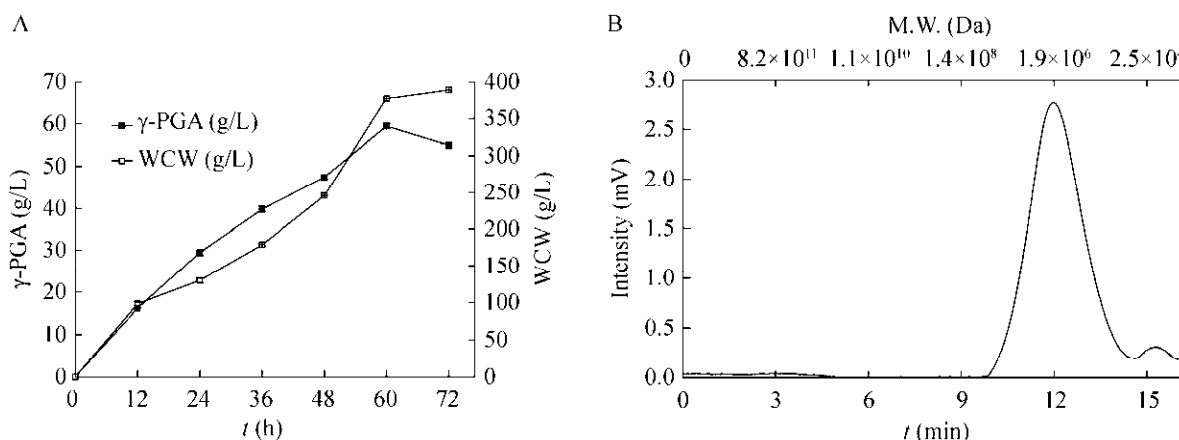 A
70
60
50
40
30
20
10
0
γ-PGA (g/L)
γ-PGA (g/L)
WCW (g/L)
400
350
300
250
200
150
100
50
0
WCW (g/L)
0 12 24 36 48 60 72
t (h)
B
M.W. (Da)
0 8.2×10¹¹ 1.1×10¹⁰ 1.4×10⁸ 1.9×10⁶
3.0
2.5
2.0
1.5
1.0
0.5
0.0
Intensity (mV)
0 3 6 9 12 15
t (min)